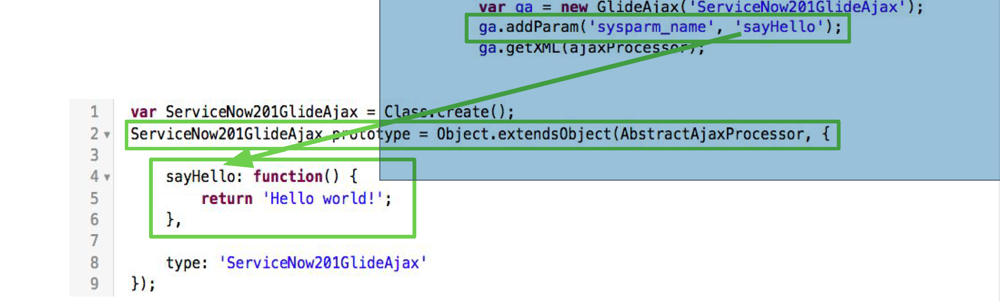 var ga = new GlideAjax('ServiceNow201GlideAjax');
ga.addParam('sysparm_name', 'sayHello');
ga.getXML(ajaxProcessor);
1 var ServiceNow201GlideAjax = Class.create();
2 ServiceNow201GlideAjax.prototype = Object.extendsObject(AbstractAjaxProcessor, {
3
4 sayHello: function() {
5 return 'Hello world!';
6 },
7
8 type: 'ServiceNow201GlideAjax'
9 });